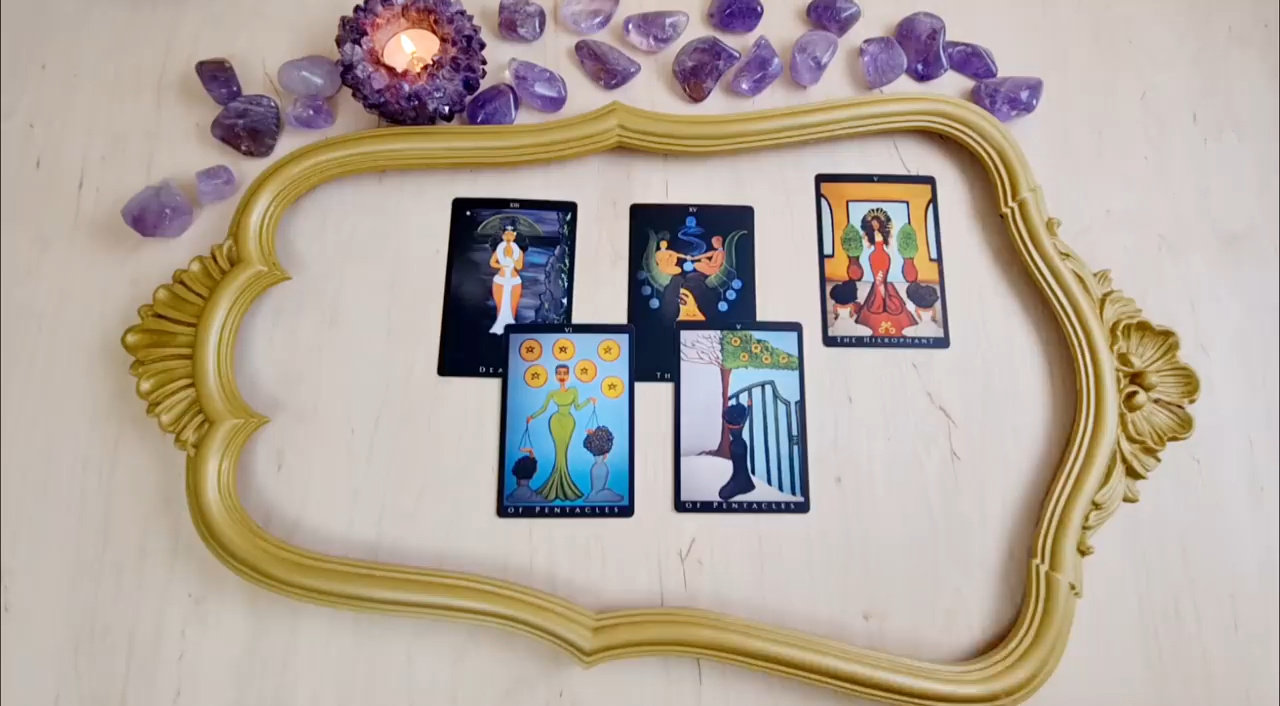 XIII
DEA
XV
TH
V
THE HIEROPHANT
VI
OF PENTACLES
V
OF PENTACLES